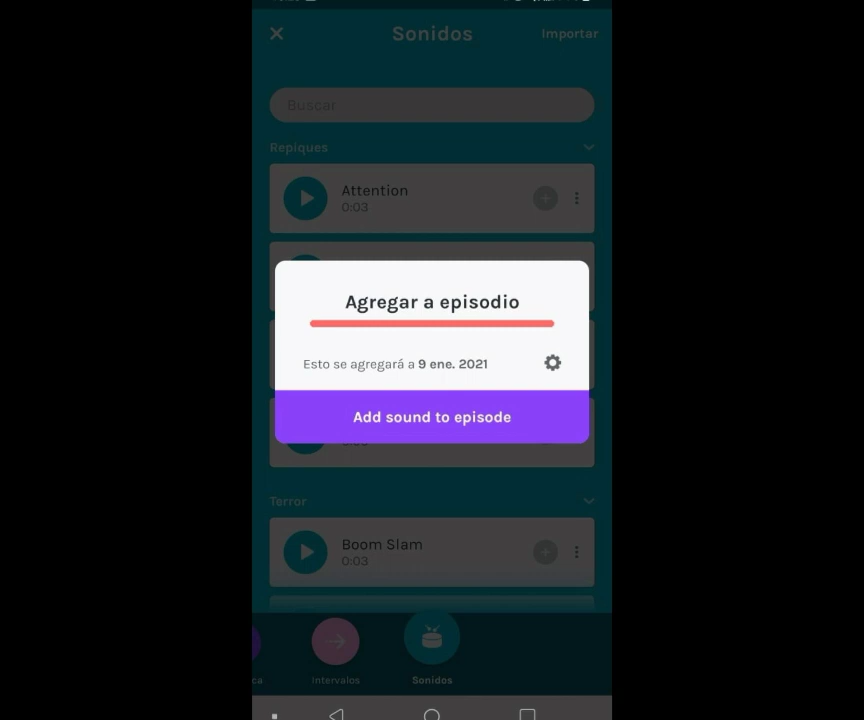 Sonidos
Importar
Buscar
Repiques
Attention
0:03
Agregar a episodio
Esto se agregará a 9 ene. 2021
Add sound to episode
Terror
Boom Slam
0:03
Intervalos
Sonidos